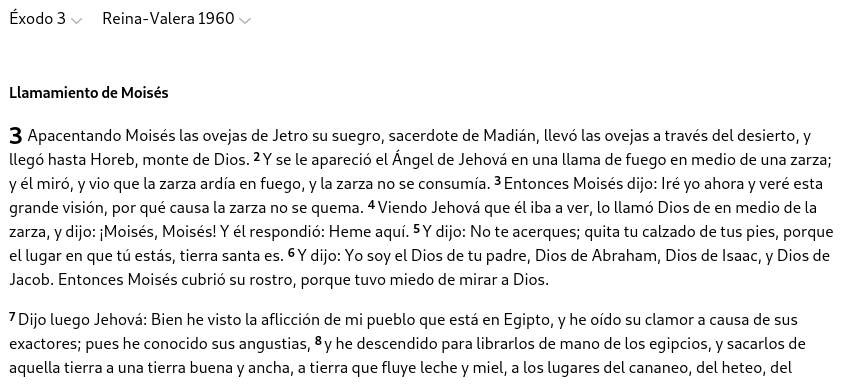 Éxodo 3 Reina-Valera 1960
Llamamiento de Moisés
3 Apacentando Moisés las ovejas de Jetro su suegro, sacerdote de Madián, llevó las ovejas a través del desierto, y
llegó hasta Horeb, monte de Dios. 2 Y se le apareció el Ángel de Jehová en una llama de fuego en medio de una zarza;
y él miró, y vio que la zarza ardía en fuego, y la zarza no se consumía. 3 Entonces Moisés dijo: Iré yo ahora y veré esta
grande visión, por qué causa la zarza no se quema. 4 Viendo Jehová que él iba a ver, lo llamó Dios de en medio de la
zarza, y dijo: ¡Moisés, Moisés! Y él respondió: Heme aquí. 5 Y dijo: No te acerques; quita tu calzado de tus pies, porque
el lugar en que tú estás, tierra santa es. 6 Y dijo: Yo soy el Dios de tu padre, Dios de Abraham, Dios de Isaac, y Dios de
Jacob. Entonces Moisés cubrió su rostro, porque tuvo miedo de mirar a Dios.
7 Dijo luego Jehová: Bien he visto la aflicción de mi pueblo que está en Egipto, y he oído su clamor a causa de sus
exactores; pues he conocido sus angustias, 8 y he descendido para librarlos de mano de los egipcios, y sacarlos de
aquella tierra a una tierra buena y ancha, a tierra que fluye leche y miel, a los lugares del cananeo, del heteo, del